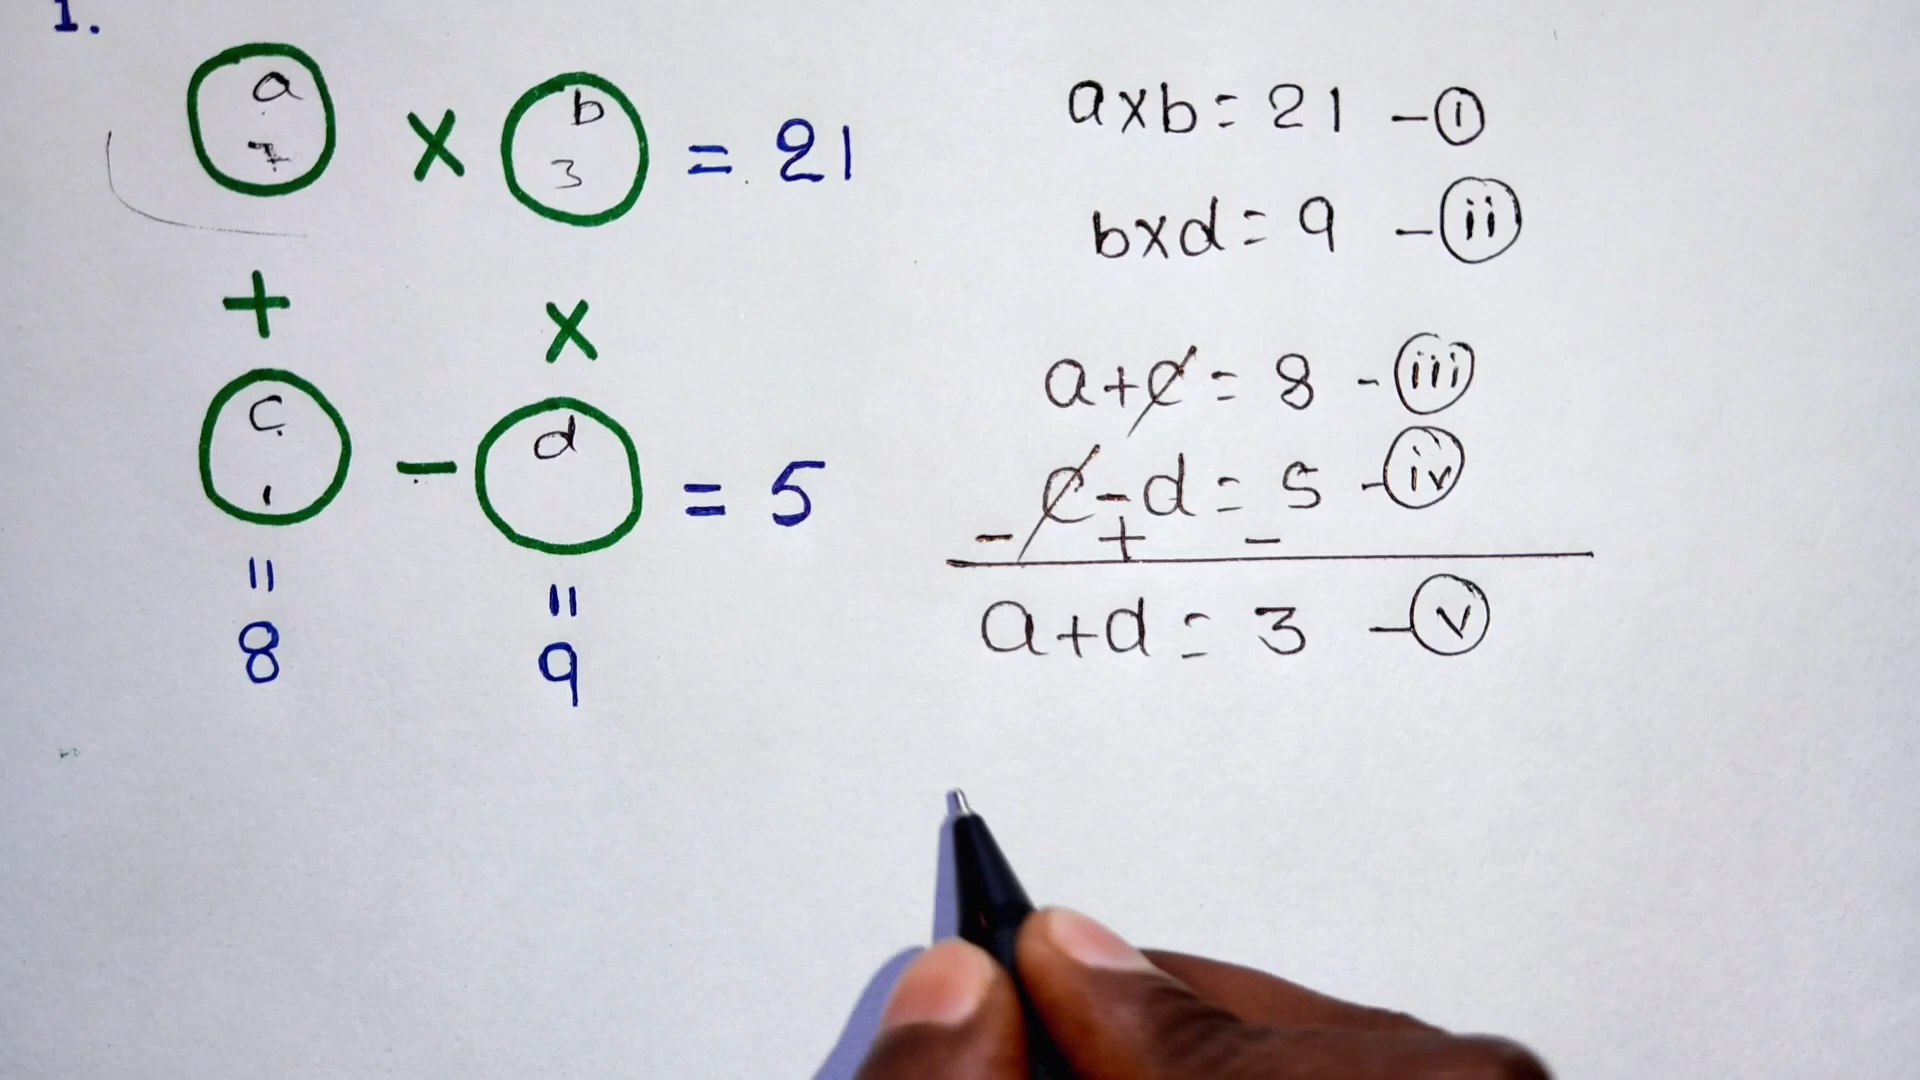 1.
a
7
×
b
3
= 21
+
×
c
1
-
d
= 5
=
8
=
9
a×b = 21 - (i)
b×d = 9 - (ii)
a+c = 8 - (iii)
c-d = 5 - (iv)
- + -
a+d = 3 - (v)